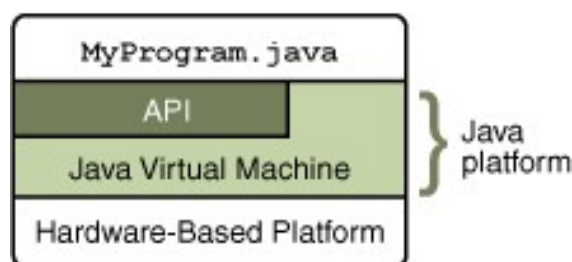 MyProgram.java
API
Java Virtual Machine
Java
platform
Hardware-Based Platform